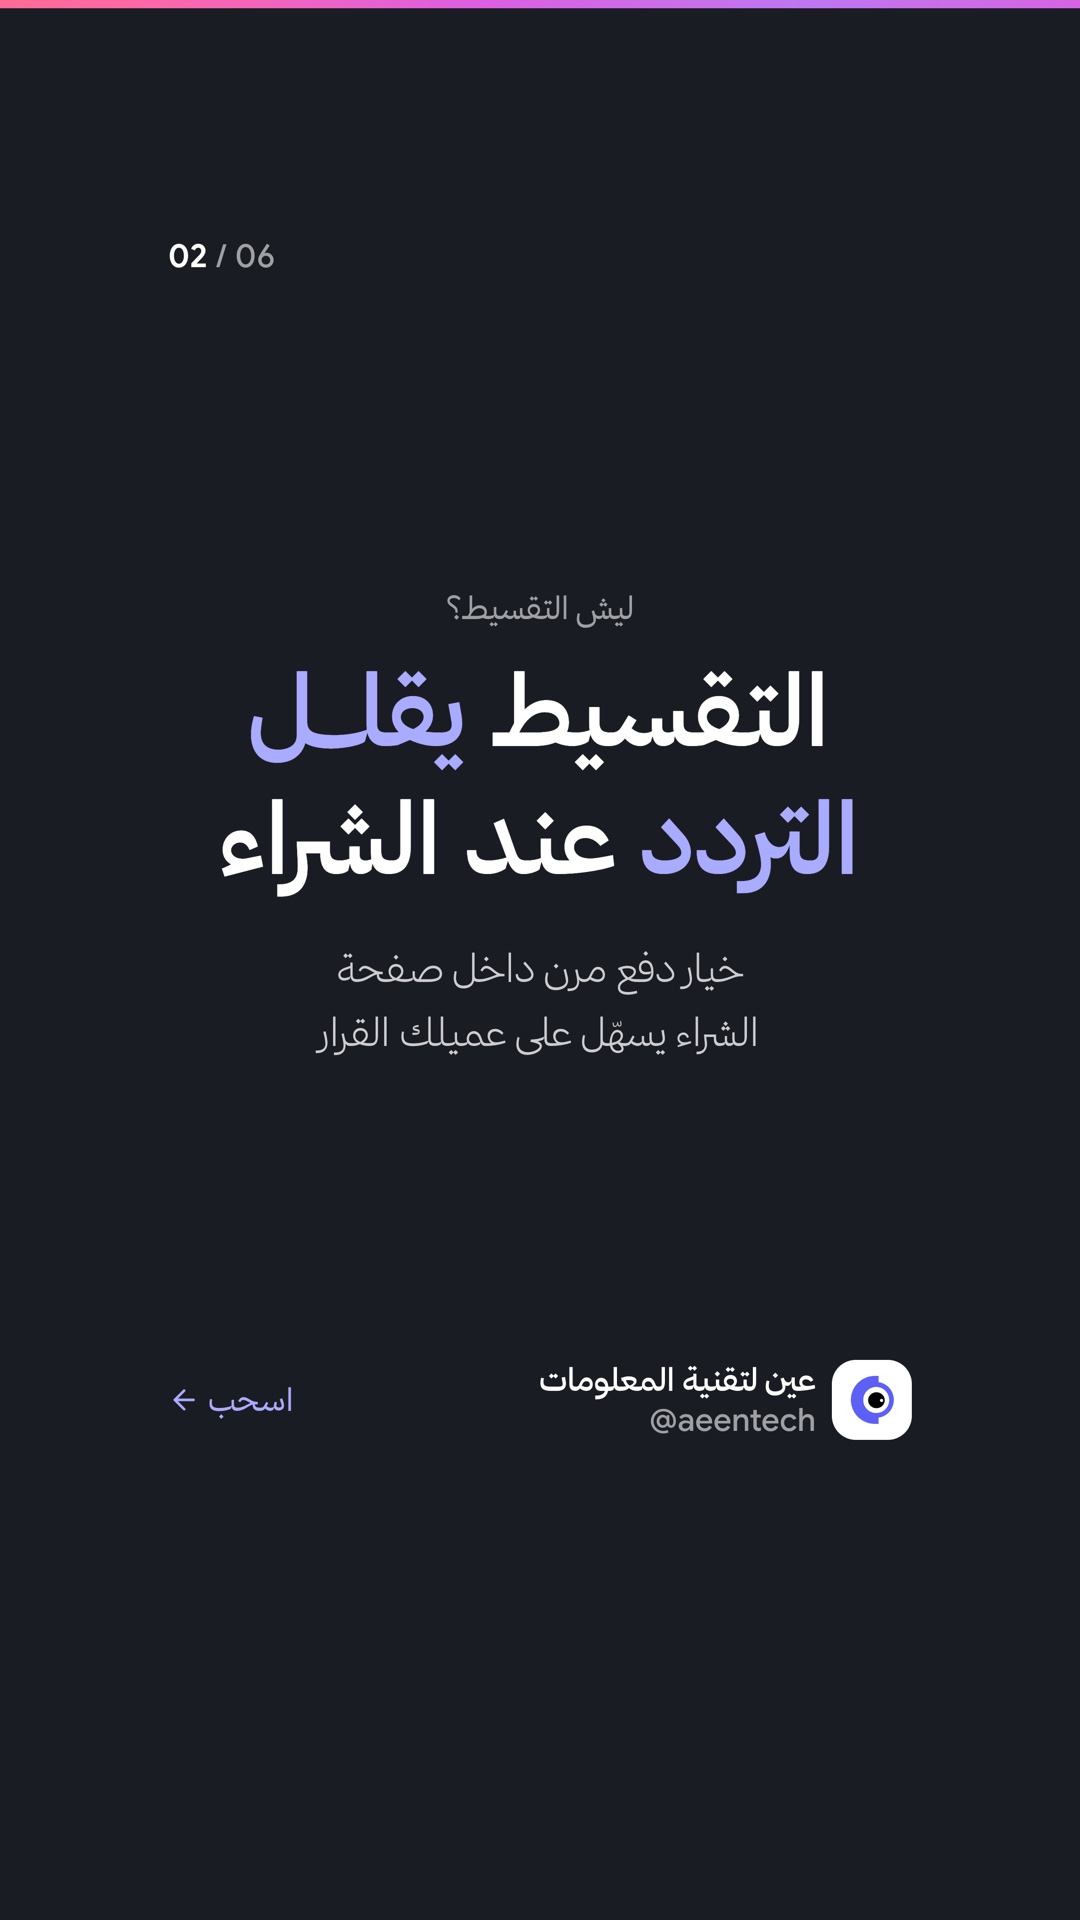 02 / 06
ليش التقسيط؟
التقسيط يقلــل
التردد عند الشراء
خيار دفع مرن داخل صفحة
الشراء يسهّل على عميلك القرار
عين لتقنية المعلومات
@aeentech
اسحب ←